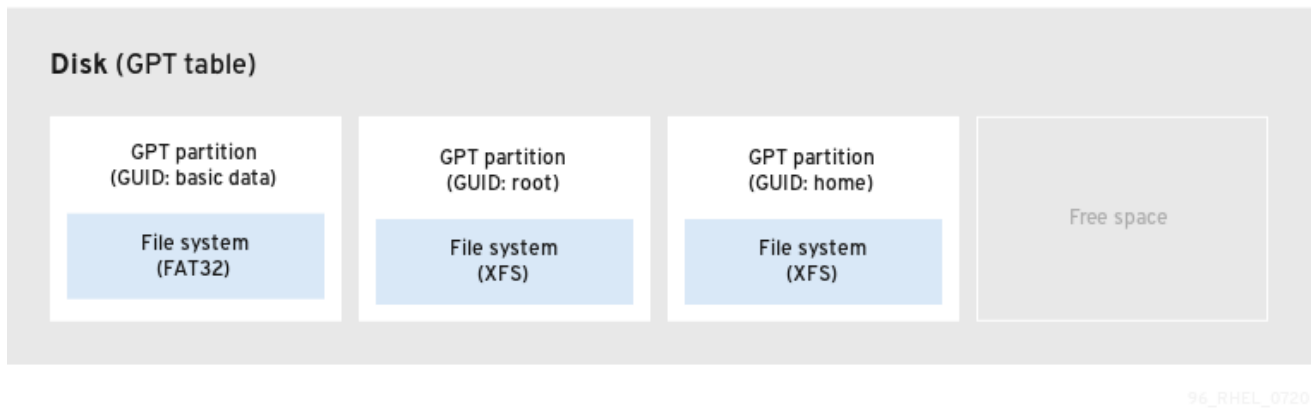 Disk (GPT table)
GPT partition
(GUID: basic data)
File system
(FAT32)
GPT partition
(GUID: root)
File system
(XFS)
GPT partition
(GUID: home)
File system
(XFS)
Free space
96_RHEL_0720